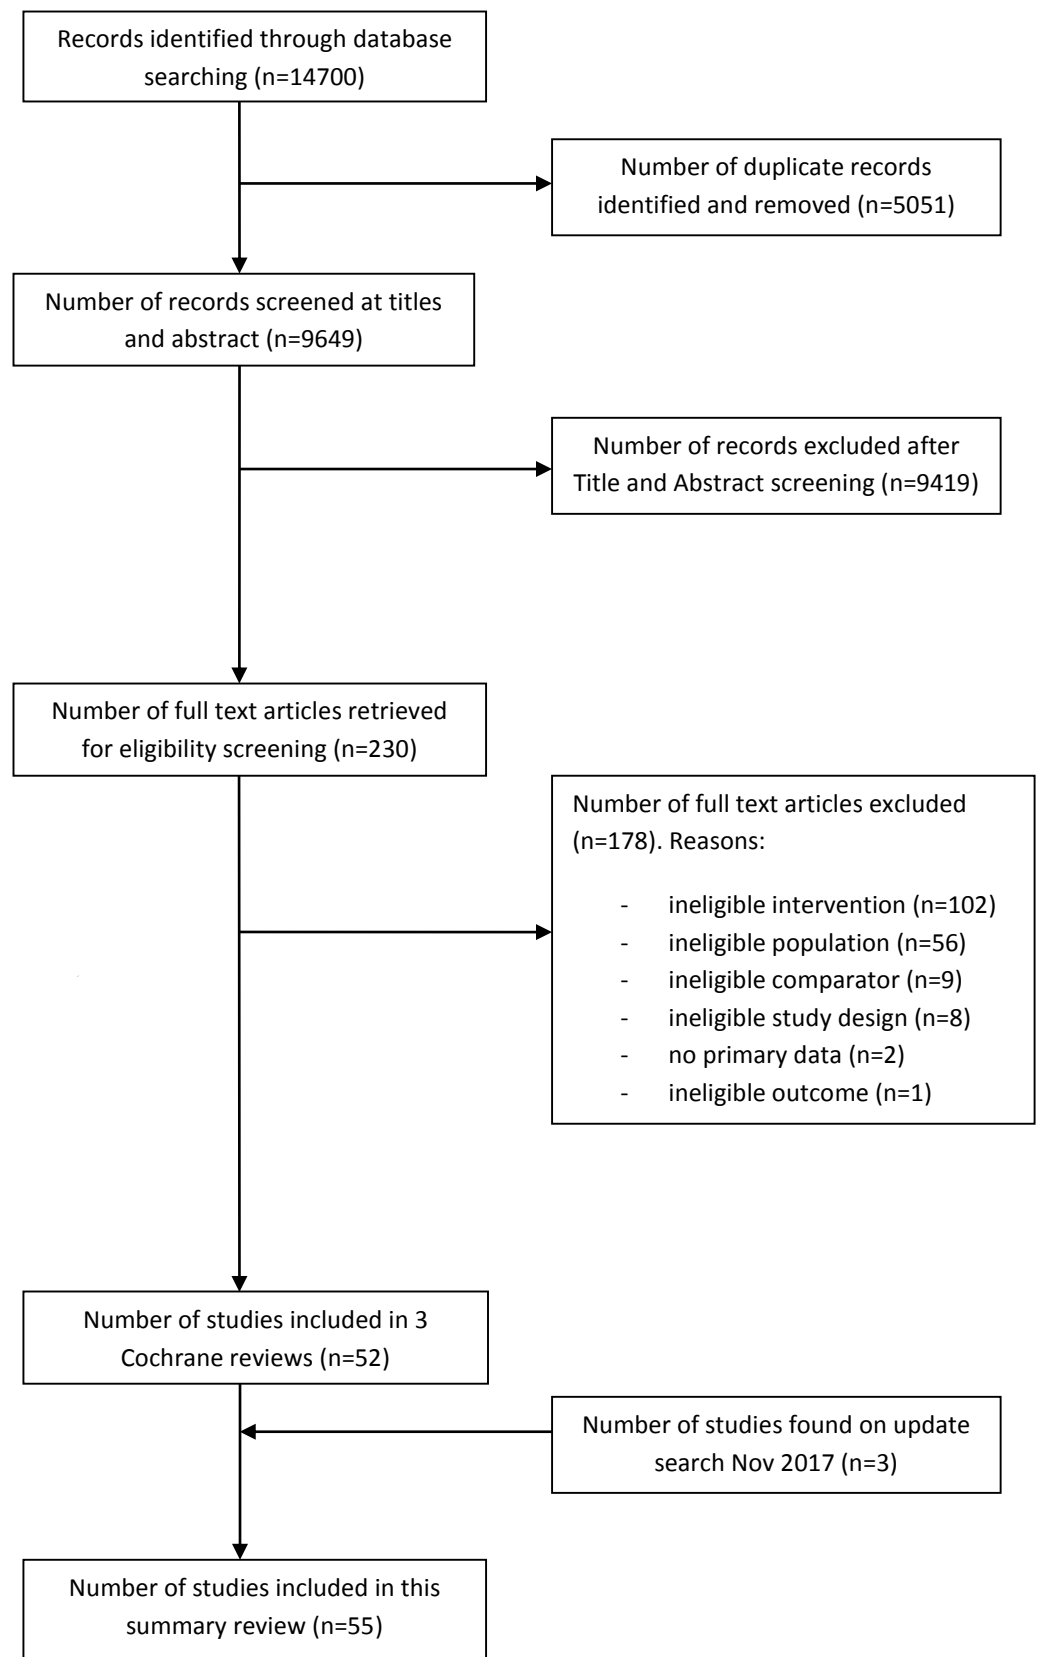 Records identified through database
searching (n=14700)
Number of duplicate records
identified and removed (n=5051)
Number of records screened at titles
and abstract (n=9649)
Number of records excluded after
Title and Abstract screening (n=9419)
Number of full text articles retrieved
for eligibility screening (n=230)
Number of full text articles excluded
(n=178). Reasons:
- ineligible intervention (n=102)
- ineligible population (n=56)
- ineligible comparator (n=9)
- ineligible study design (n=8)
- no primary data (n=2)
- ineligible outcome (n=1)
Number of studies included in 3
Cochrane reviews (n=52)
Number of studies found on update
search Nov 2017 (n=3)
Number of studies included in this
summary review (n=55)